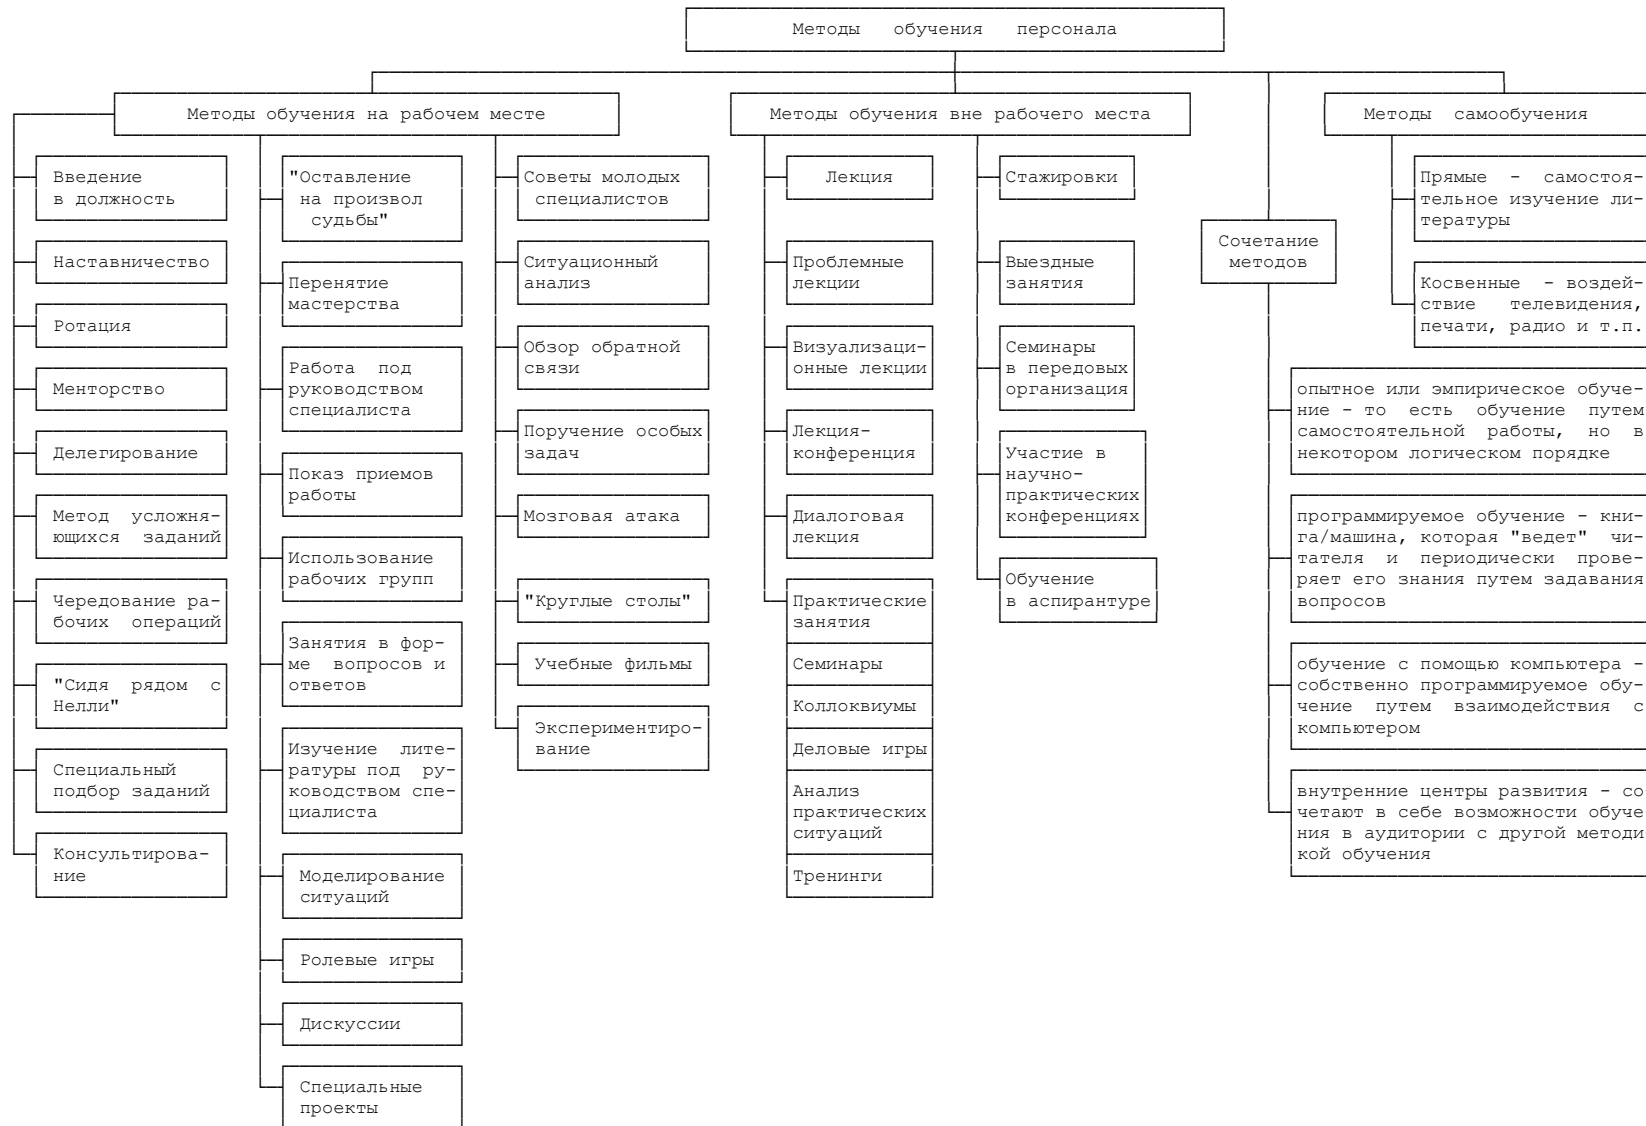 Методы обучения персонала
Методы обучения на рабочем месте
Введение
в должность
Наставничество
Ротация
Менторство
Делегирование
Метод усложня-
ющихся заданий
Чередование ра-
бочих операций
"Сидя рядом с
Нелли"
Специальный
подбор заданий
Консультирова-
ние
"Оставление
на произвол
судьбы"
Перенятие
мастерства
Работа под
руководством
специалиста
Показ приемов
работы
Использование
рабочих групп
Занятия в фор-
ме вопросов и
ответов
Изучение лите-
ратуры под ру-
ководством спе-
циалиста
Моделирование
ситуаций
Ролевые игры
Дискуссии
Специальные
проекты
Советы молодых
специалистов
Ситуационный
анализ
Обзор обратной
связи
Поручение особых
задач
Мозговая атака
"Круглые столы"
Учебные фильмы
Экспериментиро-
вание
Методы обучения вне рабочего места
Лекция
Проблемные
лекции
Визуализаци-
онные лекции
Лекция-
конференция
Диалоговая
лекция
Практические
занятия
Семинары
Коллоквиумы
Деловые игры
Анализ
практических
ситуаций
Тренинги
Стажировки
Выездные
занятия
Семинары
в передовых
организация
Участие в
научно-
практических
конференциях
Обучение
в аспирантуре
Сочетание
методов
Методы самообучения
Прямые - самостоя-
тельное изучение ли-
тературы
Косвенные - воздей-
ствие телевидения,
печати, радио и т.п.
опытное или эмпирическое обуче-
ние - то есть обучение путем
самостоятельной работы, но в
некотором логическом порядке
программируемое обучение - кни-
га/машина, которая "ведет" чи-
тателя и периодически прове-
ряет его знания путем задавания
вопросов
обучение с помощью компьютера -
собственно программируемое обу-
чение путем взаимодействия с
компьютером
внутренние центры развития - со
четают в себе возможности обуче
ния в аудитории с другой методи
кой обучения